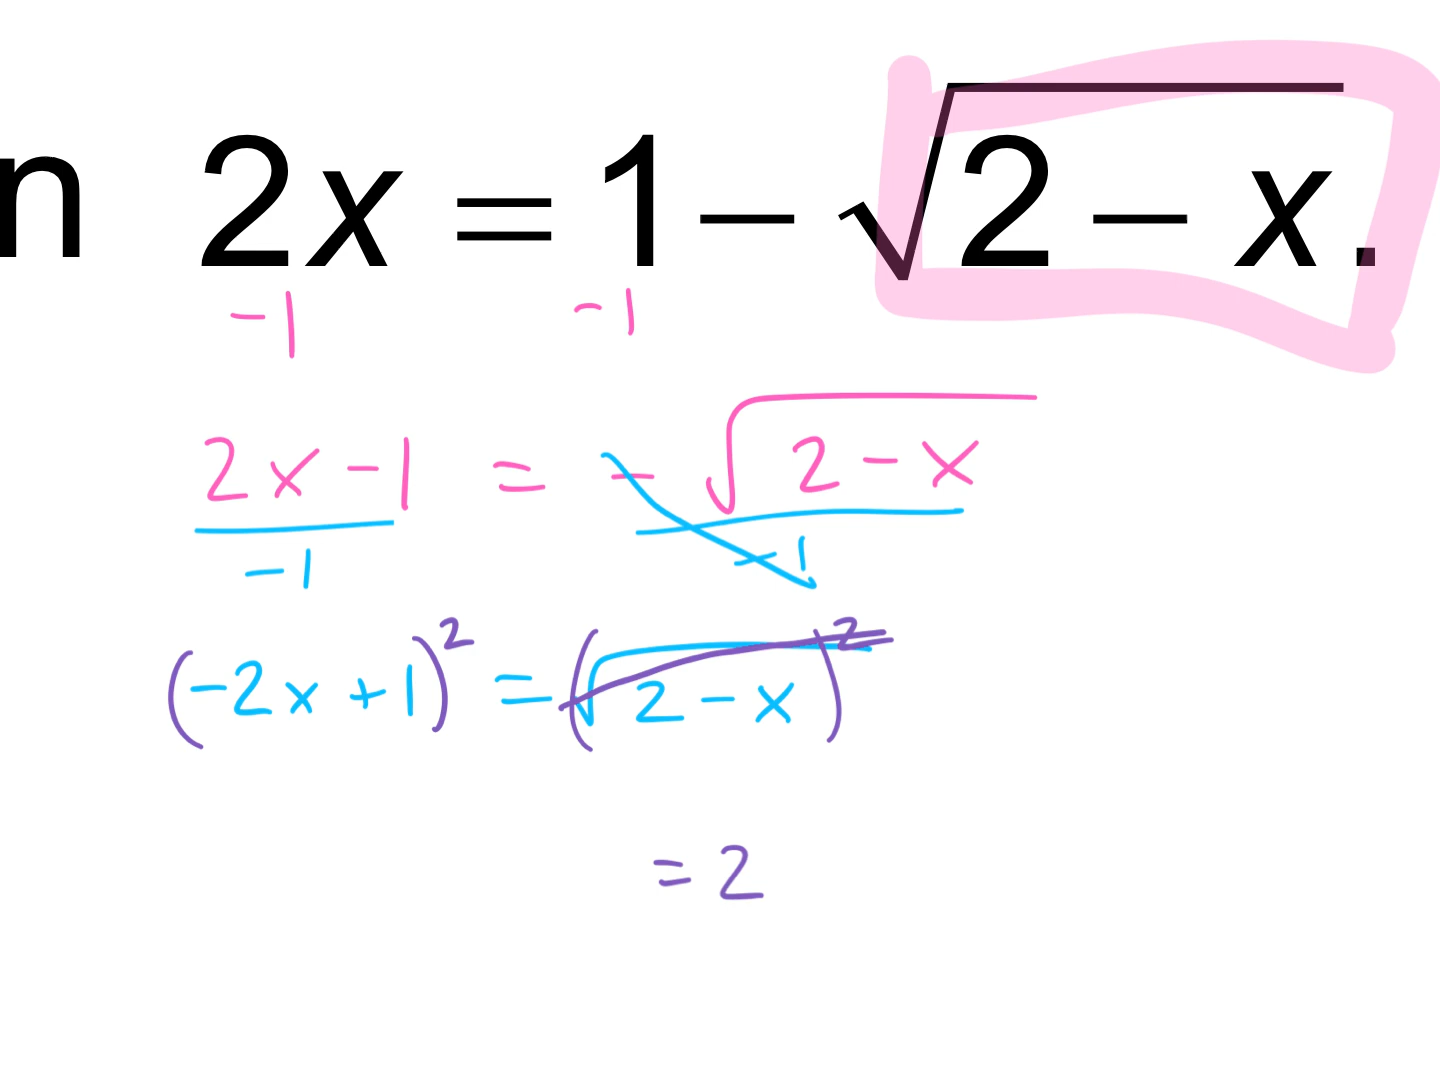 n 2x = 1 − √2 − x.
−1 −1
2x − 1 = − √2 − x
−1 −1
(−2x + 1)² = (√2 − x)²
= 2